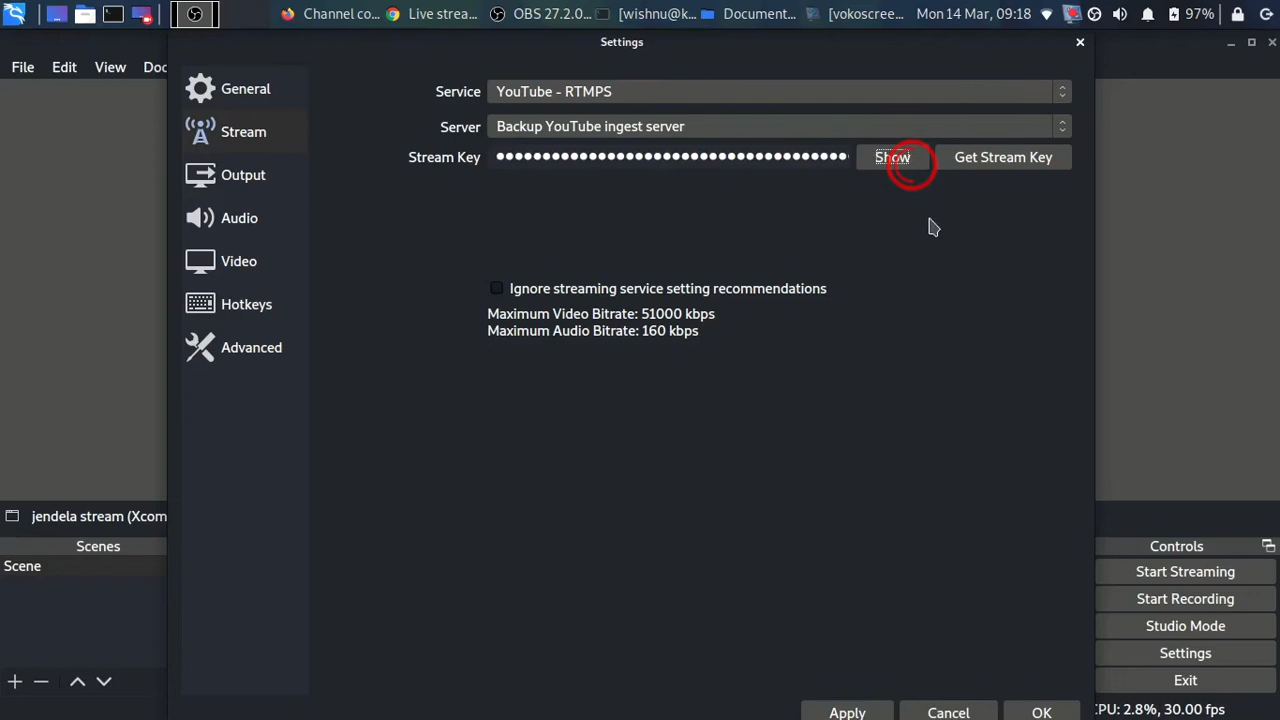 Channel co...
Live strea...
OBS 27.2.0...
[wishnu@k...
Document...
[vokoscree...
Mon 14 Mar, 09:18
97%
Settings
File
Edit
View
Doc
General
Stream
Output
Audio
Video
Hotkeys
Advanced
Service
YouTube - RTMPS
Server
Backup YouTube ingest server
Stream Key
Show
Get Stream Key
Ignore streaming service setting recommendations
Maximum Video Bitrate: 51000 kbps
Maximum Audio Bitrate: 160 kbps
jendela stream (Xcom
Scenes
Scene
Controls
Start Streaming
Start Recording
Studio Mode
Settings
Exit
Apply
Cancel
OK
CPU: 2.8%, 30.00 fps